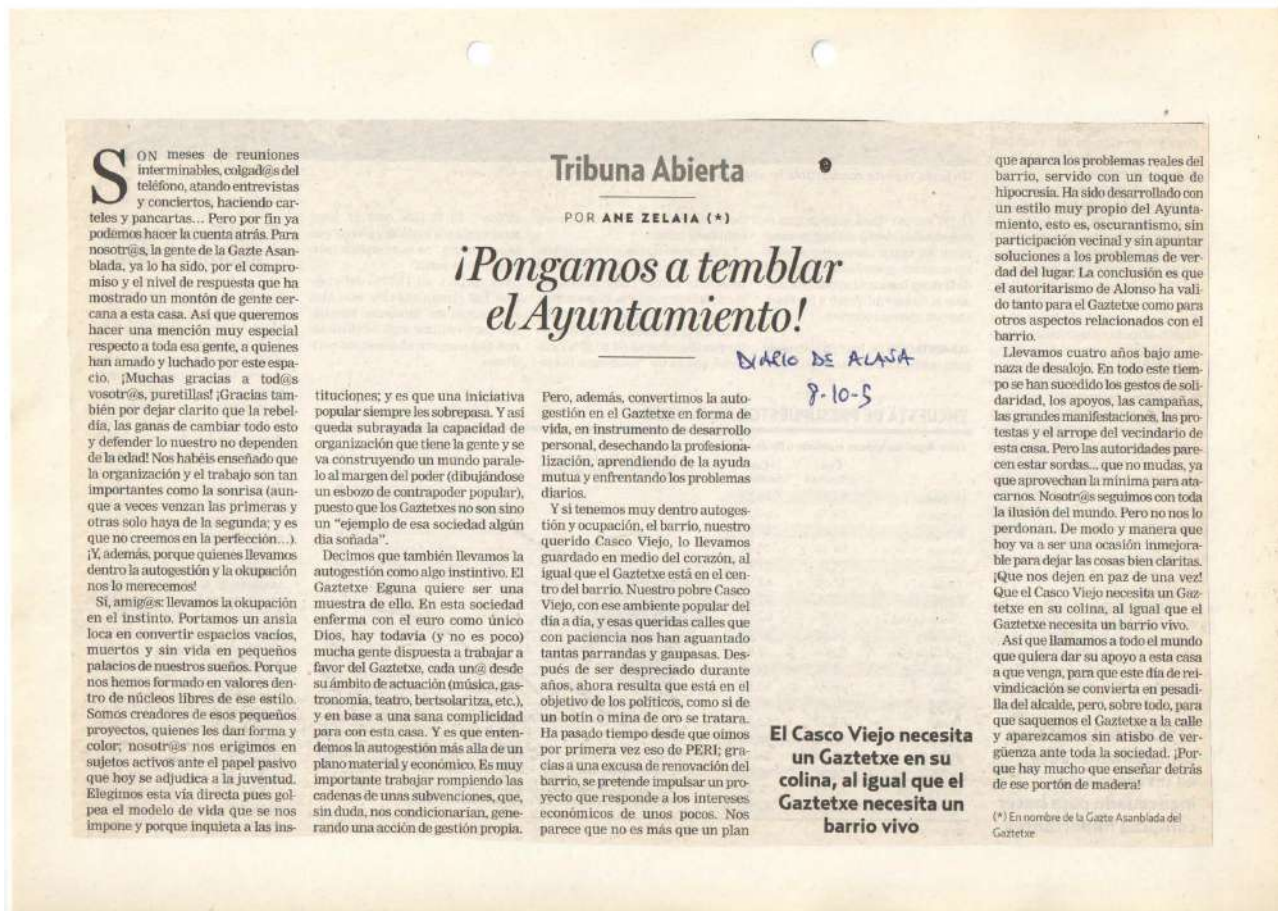 Tribuna Abierta
POR ANE ZELAIA (*)
¡Pongamos a temblar
el Ayuntamiento!
DIARIO DE ALAVA
8-10-5
SON meses de reuniones
interminables, colgad@s del
teléfono, atando entrevistas
y conciertos, haciendo car-
teles y pancartas... Pero por fin ya
podemos hacer la cuenta atrás. Para
nosotr@s, la gente de la Gazte Asan-
blada, ya lo ha sido, por el compro-
miso y el nivel de respuesta que ha
mostrado un montón de gente cer-
cana a esta casa. Así que queremos
hacer una mención muy especial
respecto a toda esa gente, a quienes
han amado y luchado por este espa-
cio. ¡Muchas gracias a tod@s
vosotr@s, puretillas! ¡Gracias tam-
bién por dejar clarito que la rebel-
día, las ganas de cambiar todo esto
y defender lo nuestro no dependen
de la edad! Nos habéis enseñado que
la organización y el trabajo son tan
importantes como la sonrisa (aun-
que a veces venzan las primeras y
otras solo haya de la segunda; y es
que no creemos en la perfección...).
¡Y, además, porque quienes llevamos
dentro la autogestión y la okupación
nos lo merecemos!
Sí, amig@s: llevamos la okupación
en el instinto. Portamos un ansia
loca en convertir espacios vacíos,
muertos y sin vida en pequeños
palacios de nuestros sueños. Porque
nos hemos formado en valores den-
tro de núcleos libres de ese estilo.
Somos creadores de esos pequeños
proyectos, quienes les dan forma y
color; nosotr@s nos erigimos en
sujetos activos ante el papel pasivo
que hoy se adjudica a la juventud.
Elegimos esta vía directa pues gol-
pea el modelo de vida que se nos
impone y porque inquieta a las ins-
tituciones; y es que una iniciativa
popular siempre les sobrepasa. Y así
queda subrayada la capacidad de
organización que tiene la gente y se
va construyendo un mundo parale-
lo al margen del poder (dibujándose
un esbozo de contrapoder popular),
puesto que los Gaztetxes no son sino
un "ejemplo de esa sociedad algún
día soñada".
Decimos que también llevamos la
autogestión como algo instintivo. El
Gaztetxe Eguna quiere ser una
muestra de ello. En esta sociedad
enferma con el euro como único
Dios, hay todavía (y no es poco)
mucha gente dispuesta a trabajar a
favor del Gaztetxe, cada un@ desde
su ámbito de actuación (música, gas-
tronomía, teatro, bertsolaritza, etc.),
y en base a una sana complicidad
para con esta casa. Y es que enten-
demos la autogestión más alla de un
plano material y económico. Es muy
importante trabajar rompiendo las
cadenas de unas subvenciones, que,
sin duda, nos condicionarían, gene-
rando una acción de gestión propia.
Pero, además, convertimos la auto-
gestión en el Gaztetxe en forma de
vida, en instrumento de desarrollo
personal, desechando la profesiona-
lización, aprendiendo de la ayuda
mutua y enfrentando los problemas
diarios.
Y si tenemos muy dentro autoges-
tión y ocupación, el barrio, nuestro
querido Casco Viejo, lo llevamos
guardado en medio del corazón, al
igual que el Gaztetxe está en el cen-
tro del barrio. Nuestro pobre Casco
Viejo, con ese ambiente popular del
día a día, y esas queridas calles que
con paciencia nos han aguantado
tantas parrandas y gaupasas. Des-
pués de ser despreciado durante
años, ahora resulta que está en el
objetivo de los políticos, como si de
un botín o mina de oro se tratara.
Ha pasado tiempo desde que oímos
por primera vez eso de PERI; gra-
cias a una excusa de renovación del
barrio, se pretende impulsar un pro-
yecto que responde a los intereses
económicos de unos pocos. Nos
parece que no es más que un plan
El Casco Viejo necesita
un Gaztetxe en su
colina, al igual que el
Gaztetxe necesita un
barrio vivo
que aparca los problemas reales del
barrio, servido con un toque de
hipocresía. Ha sido desarrollado con
un estilo muy propio del Ayunta-
miento, esto es, oscurantismo, sin
participación vecinal y sin apuntar
soluciones a los problemas de ver-
dad del lugar. La conclusión es que
el autoritarismo de Alonso ha vali-
do tanto para el Gaztetxe como para
otros aspectos relacionados con el
barrio.
Llevamos cuatro años bajo ame-
naza de desalojo. En todo este tiem-
po se han sucedido los gestos de soli-
daridad, los apoyos, las campañas,
las grandes manifestaciones, las pro-
testas y el arrope del vecindario de
esta casa. Pero las autoridades pare-
cen estar sordas... que no mudas, ya
que aprovechan la mínima para ata-
carnos. Nosotr@s seguimos con toda
la ilusión del mundo. Pero no nos lo
perdonan. De modo y manera que
hoy va a ser una ocasión inmejora-
ble para dejar las cosas bien claritas.
¡Que nos dejen en paz de una vez!
Que el Casco Viejo necesita un Gaz-
tetxe en su colina, al igual que el
Gaztetxe necesita un barrio vivo.
Así que llamamos a todo el mundo
que quiera dar su apoyo a esta casa
a que venga, para que este día de rei-
vindicación se convierta en pesadi-
lla del alcalde, pero, sobre todo, para
que saquemos el Gaztetxe a la calle
y aparezcamos sin atisbo de ver-
güenza ante toda la sociedad. ¡Por-
que hay mucho que enseñar detrás
de ese portón de madera!
(*) En nombre de la Gazte Asanblada del
Gaztetxe